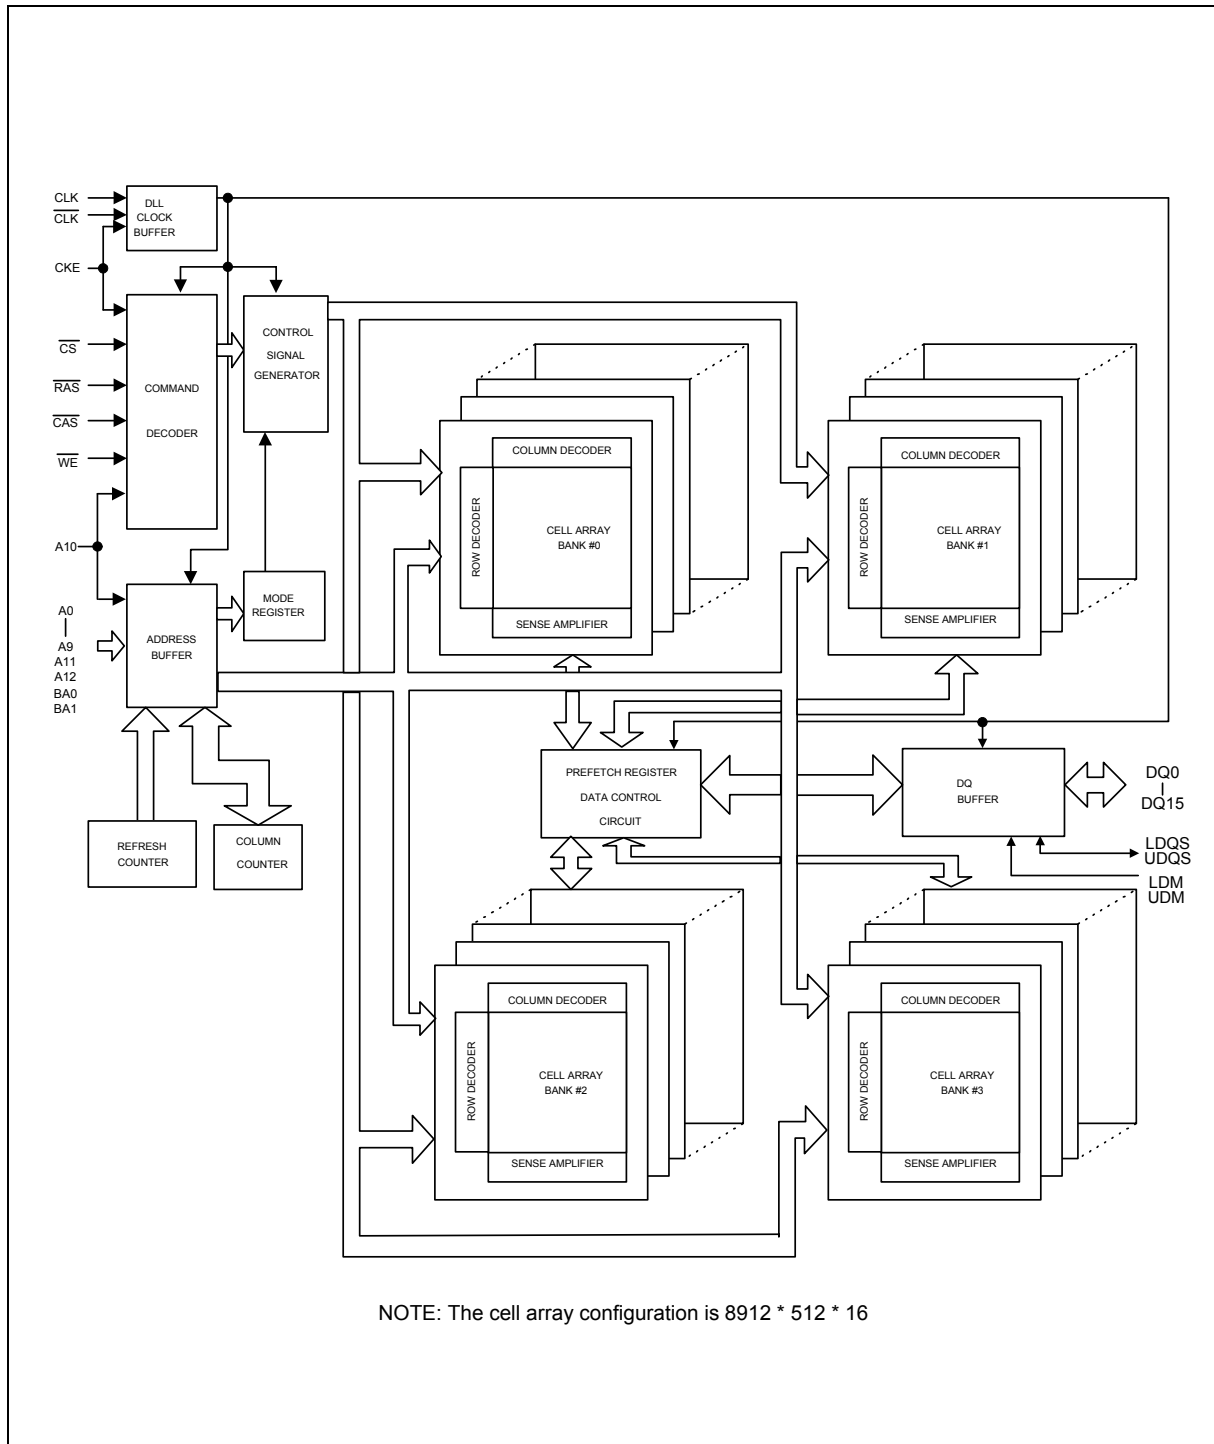 CLK
CLK
CKE
CS
RAS
CAS
WE
A10
A0
A9
A11
A12
BA0
BA1
DLL
CLOCK
BUFFER
COMMAND
DECODER
CONTROL
SIGNAL
GENERATOR
ADDRESS
BUFFER
MODE
REGISTER
REFRESH
COUNTER
COLUMN
COUNTER
COLUMN DECODER
ROW DECODER
CELL ARRAY
BANK #0
SENSE AMPLIFIER
COLUMN DECODER
ROW DECODER
CELL ARRAY
BANK #1
SENSE AMPLIFIER
PREFETCH REGISTER
DATA CONTROL
CIRCUIT
DQ
BUFFER
DQ0
DQ15
LDQS
UDQS
LDM
UDM
COLUMN DECODER
ROW DECODER
CELL ARRAY
BANK #2
SENSE AMPLIFIER
COLUMN DECODER
ROW DECODER
CELL ARRAY
BANK #3
SENSE AMPLIFIER
NOTE: The cell array configuration is 8912 * 512 * 16